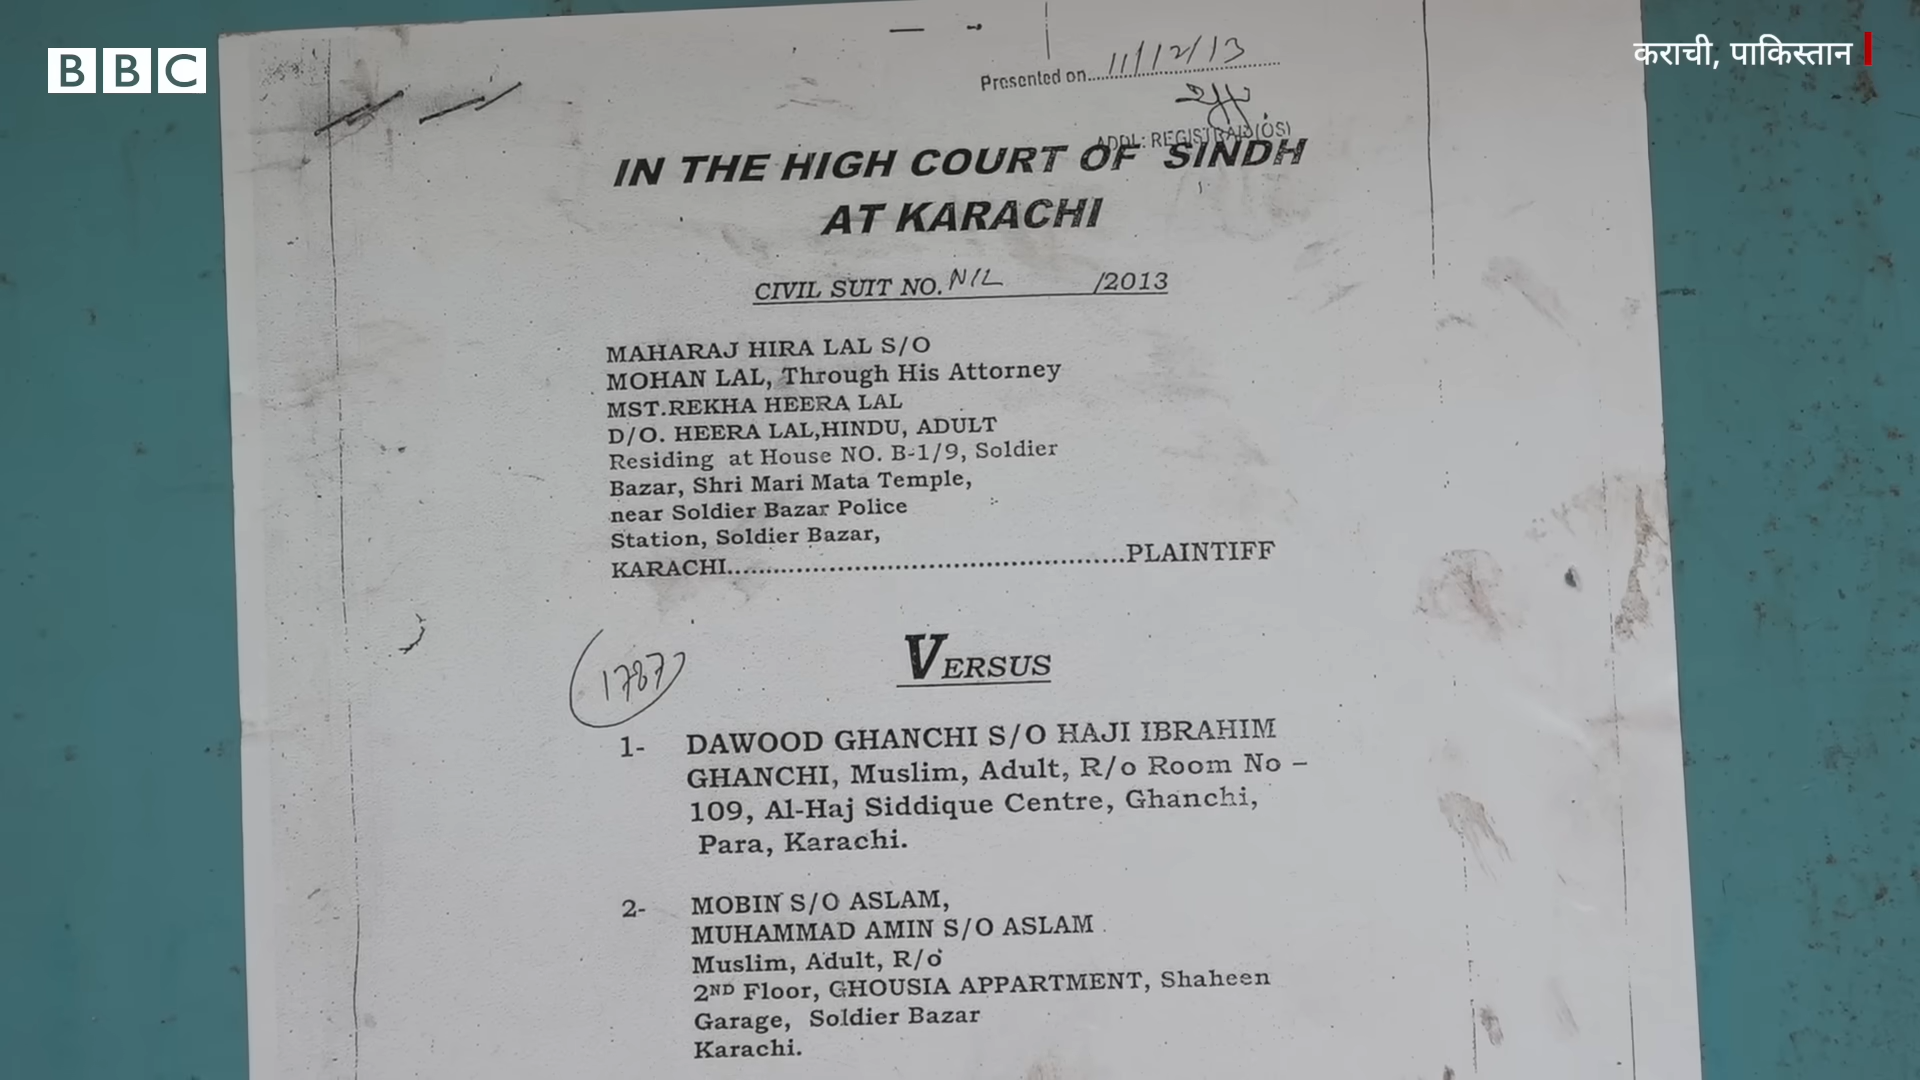 BBC
कराची, पाकिस्तान
Presented on 11/12/13
ADDL: REGISTRAR (OS)
IN THE HIGH COURT OF SINDH
AT KARACHI
CIVIL SUIT NO. NIL /2013
MAHARAJ HIRA LAL S/O
MOHAN LAL, Through His Attorney
MST.REKHA HEERA LAL
D/O. HEERA LAL,HINDU, ADULT
Residing at House NO. B-1/9, Soldier
Bazar, Shri Mari Mata Temple,
near Soldier Bazar Police
Station, Soldier Bazar,
KARACHI..................................................PLAINTIFF
1787
VERSUS
1- DAWOOD GHANCHI S/O HAJI IBRAHIM
GHANCHI, Muslim, Adult, R/o Room No –
109, Al-Haj Siddique Centre, Ghanchi,
Para, Karachi.
2- MOBIN S/O ASLAM,
MUHAMMAD AMIN S/O ASLAM
Muslim, Adult, R/o
2ND Floor, GHOUSIA APPARTMENT, Shaheen
Garage, Soldier Bazar
Karachi.